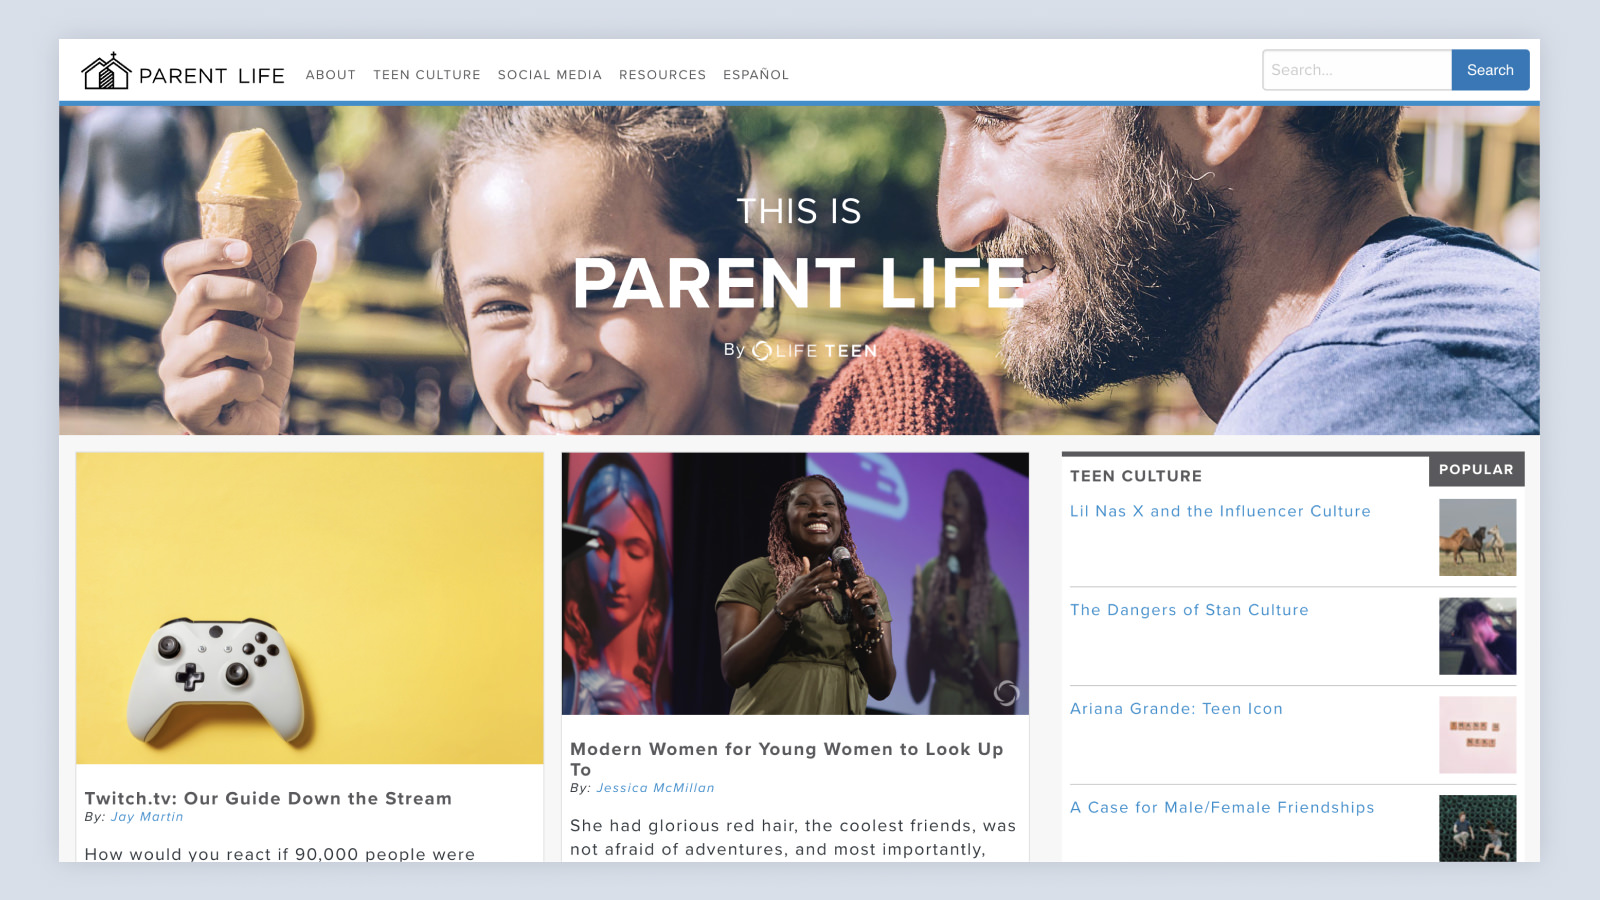 PARENT LIFE
ABOUT TEEN CULTURE SOCIAL MEDIA RESOURCES ESPAÑOL
Search...
Search
THIS IS
PARENT LIFE
By LIFE TEEN
Twitch.tv: Our Guide Down the Stream
By: Jay Martin
How would you react if 90,000 people were
Modern Women for Young Women to Look Up
To
By: Jessica McMillan
She had glorious red hair, the coolest friends, was
not afraid of adventures, and most importantly,
TEEN CULTURE
POPULAR
Lil Nas X and the Influencer Culture
The Dangers of Stan Culture
Ariana Grande: Teen Icon
A Case for Male/Female Friendships